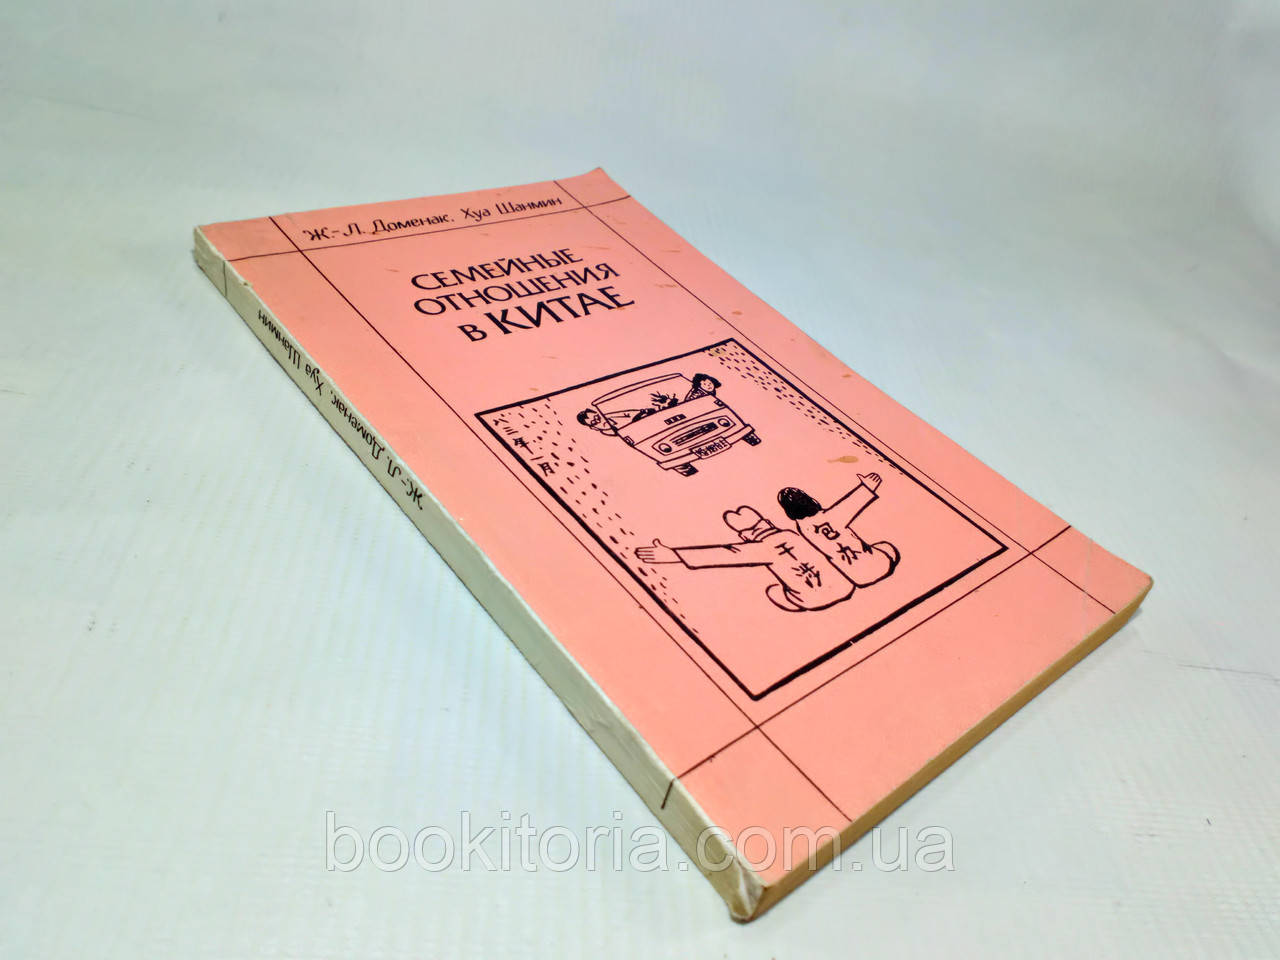 Ж.-Л. Доменак, Хуа Шанмин
СЕМЕЙНЫЕ
ОТНОШЕНИЯ
В КИТАЕ
八三年一月
干涉
包办
Ж.-Л. Доменак, Хуа Шанмин
bookitoria.com.ua